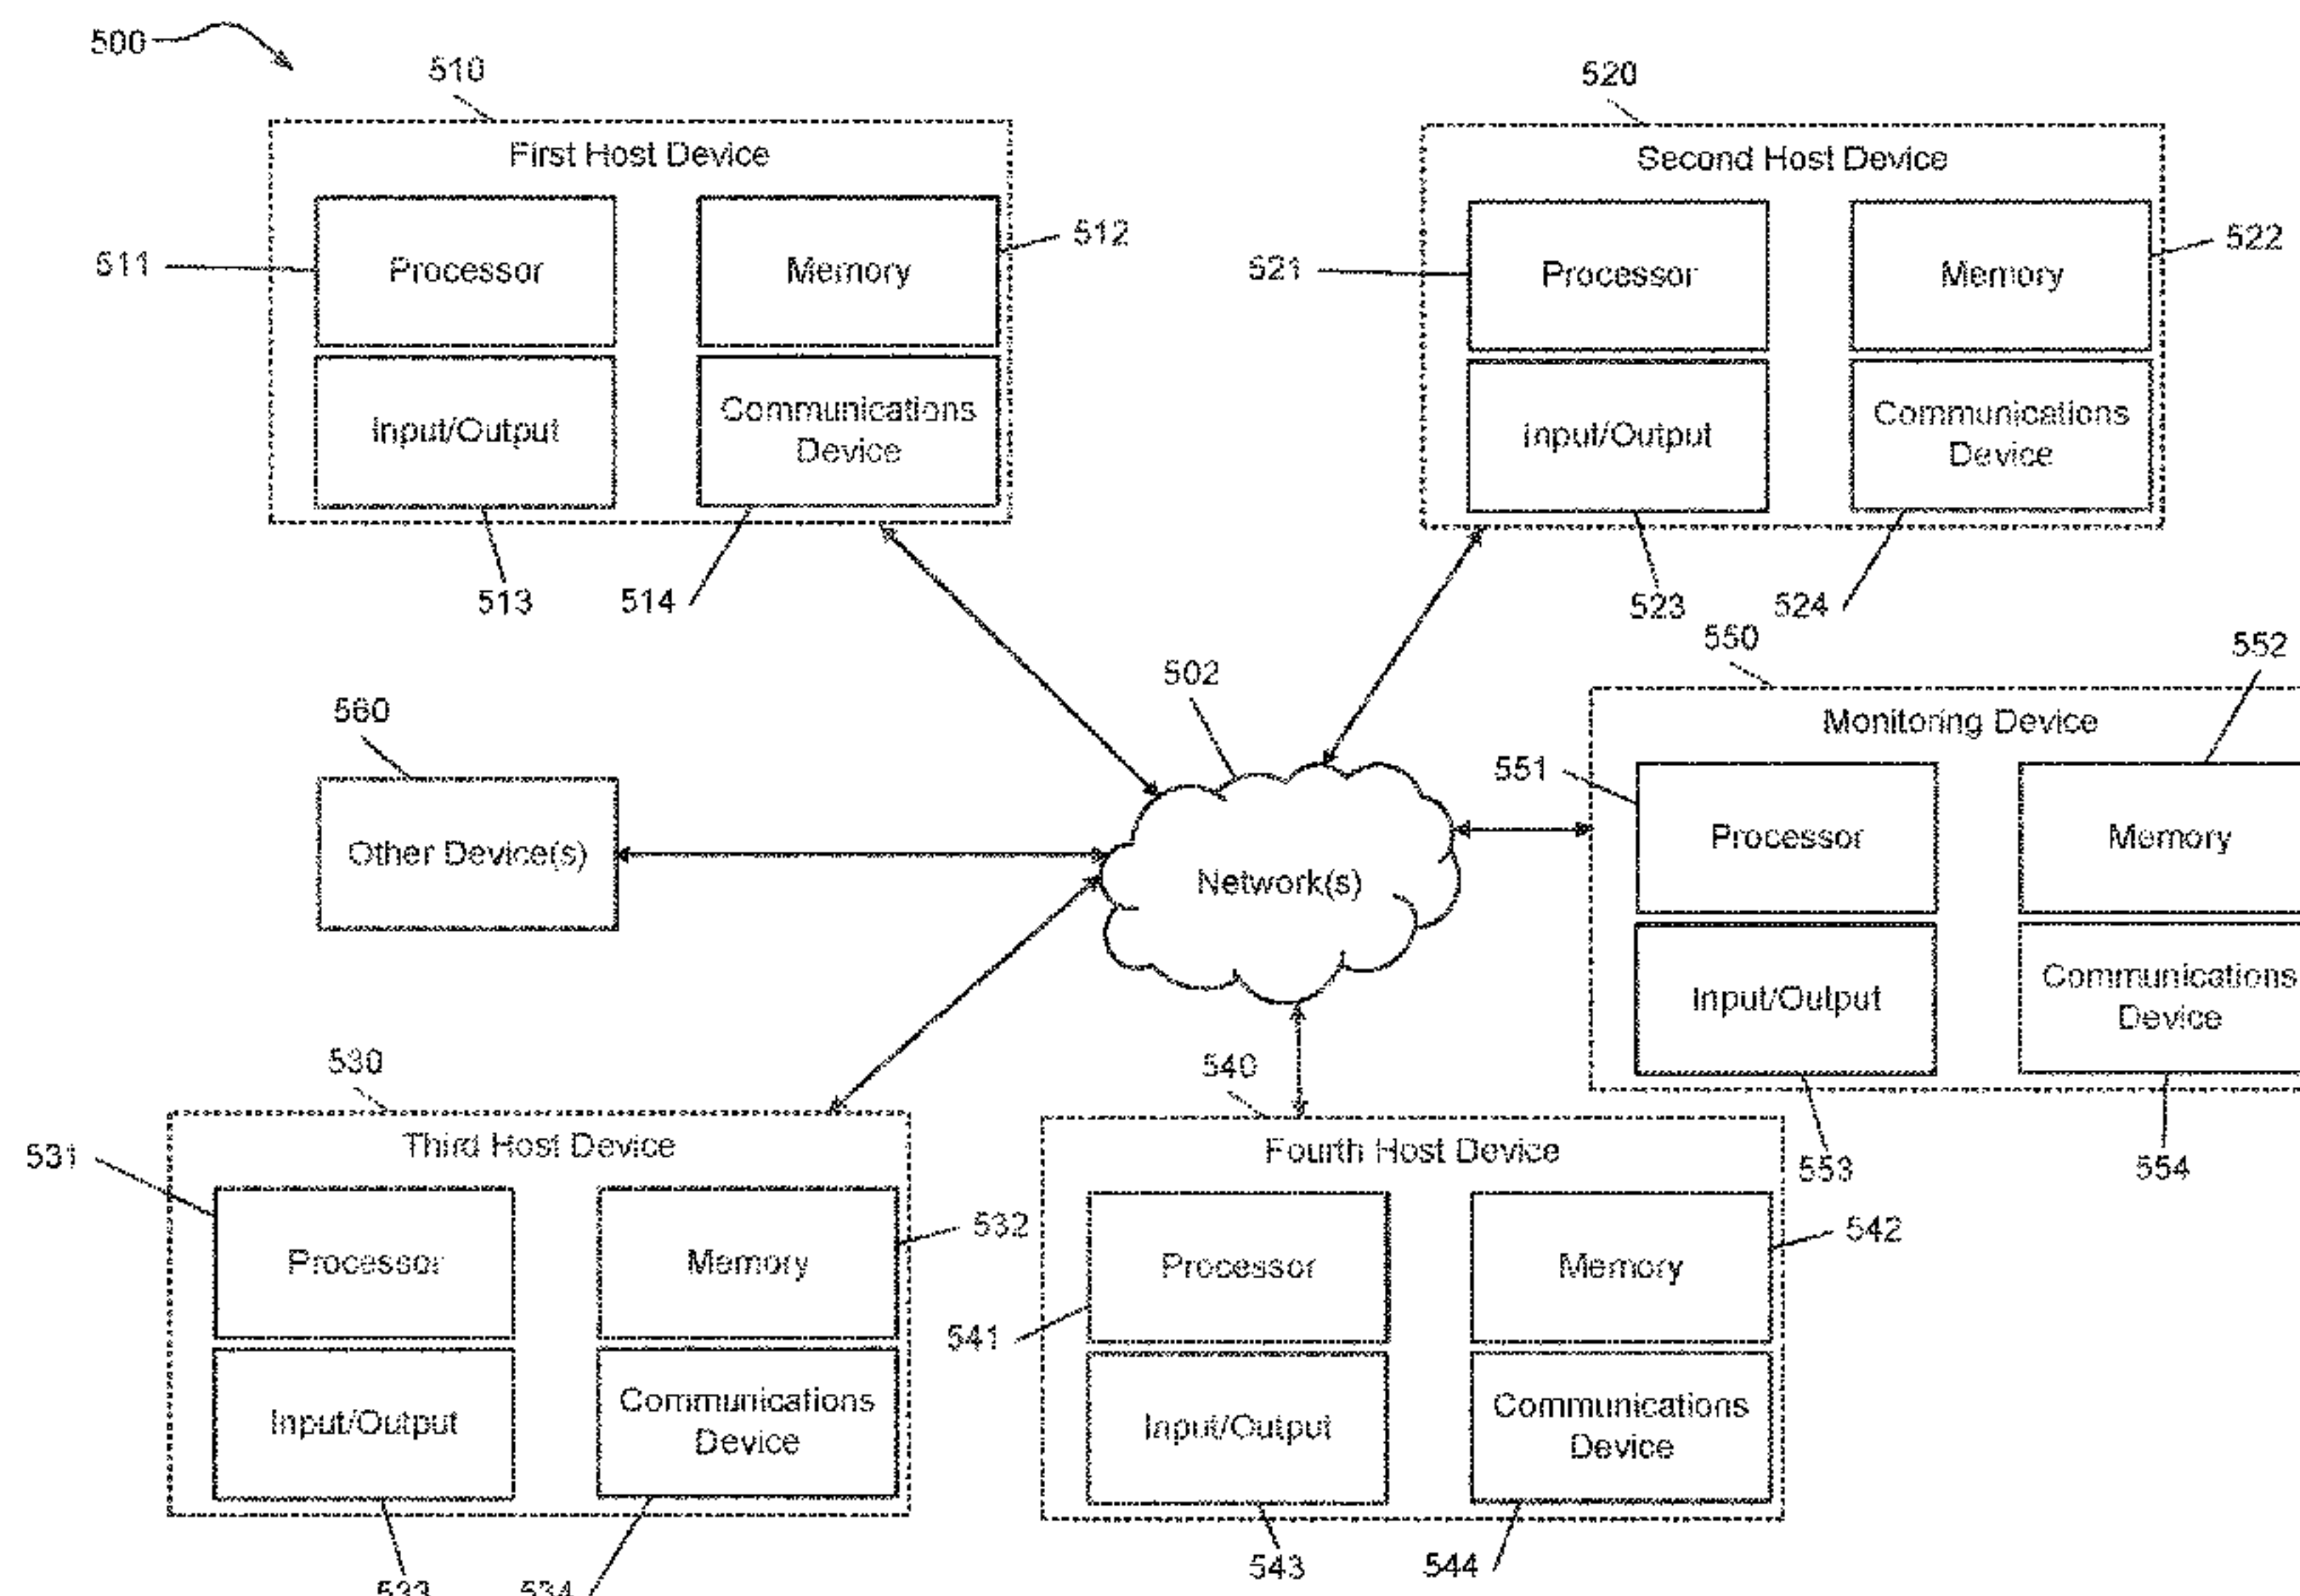 500
510
520
First Host Device
Second Host Device
511
Processor
Memory
512
521
Processor
Memory
522
Input/Output
Communications
Device
Input/Output
Communications
Device
513
514
523
524
550
552
502
560
Monitoring Device
551
Other Device(s)
Network(s)
Processor
Memory
Input/Output
Communications
Device
553
554
530
540
Third Host Device
Fourth Host Device
531
Processor
Memory
532
541
Processor
Memory
542
Input/Output
Communications
Device
Input/Output
Communications
Device
533
534
543
544